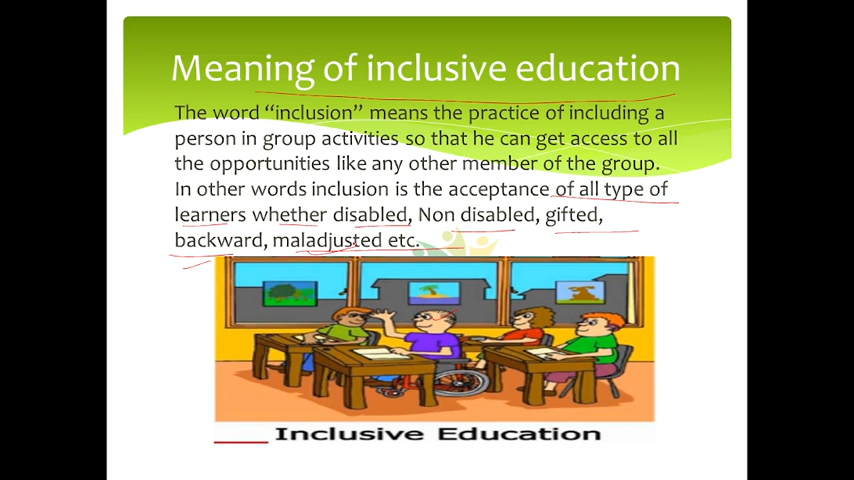 Meaning of inclusive education
The word “inclusion” means the practice of including a
person in group activities so that he can get access to all
the opportunities like any other member of the group.
In other words inclusion is the acceptance of all type of
learners whether disabled, Non disabled, gifted,
backward, maladjusted etc.
Inclusive Education